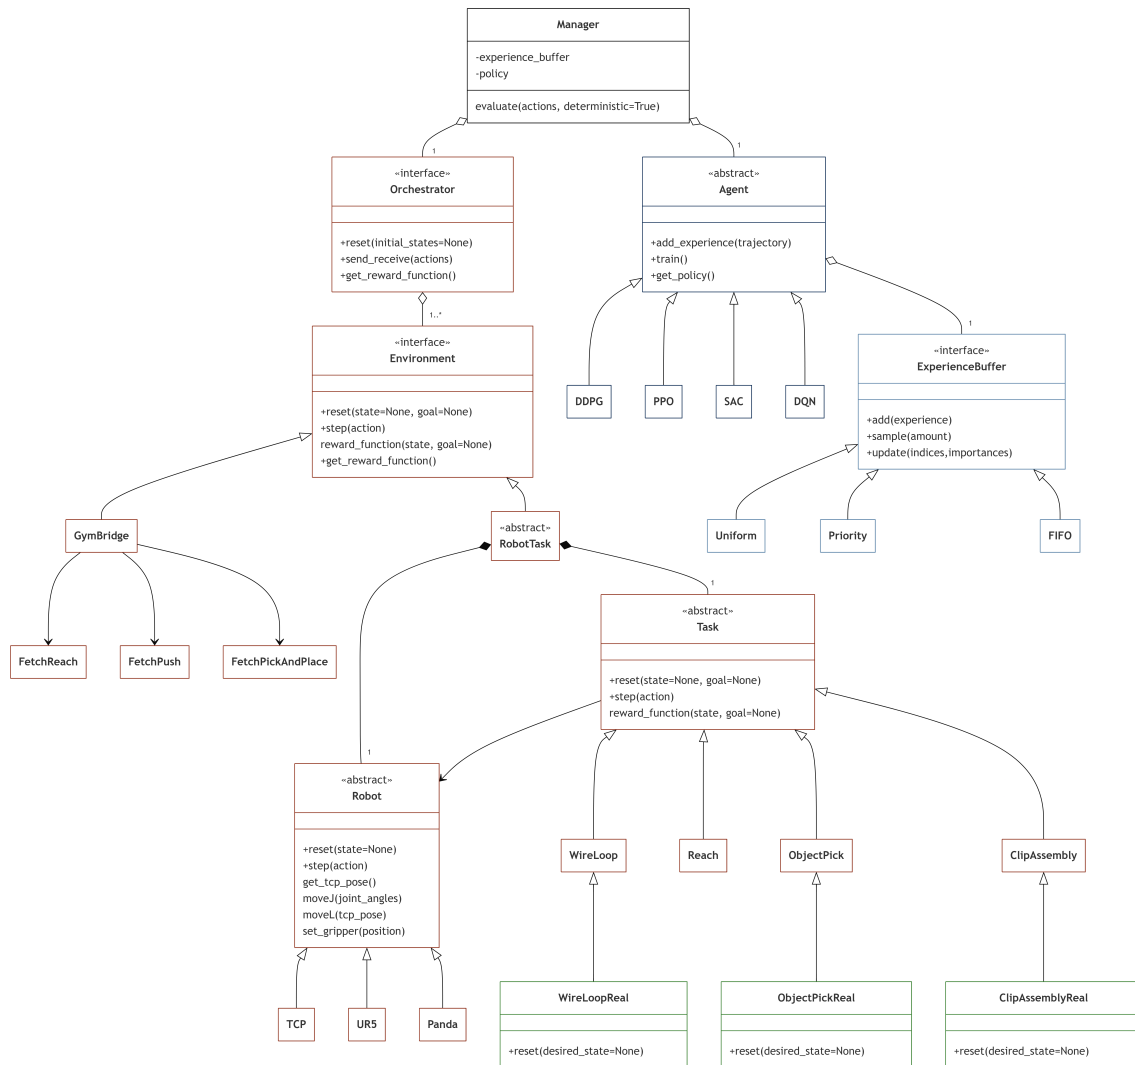 Manager
-experience_buffer
-policy
evaluate(actions, deterministic=True)
1
1
«interface»
Orchestrator
+reset(initial_states=None)
+send_receive(actions)
+get_reward_function()
«abstract»
Agent
+add_experience(trajectory)
+train()
+get_policy()
1..*
1
«interface»
Environment
+reset(state=None, goal=None)
+step(action)
reward_function(state, goal=None)
+get_reward_function()
«interface»
ExperienceBuffer
+add(experience)
+sample(amount)
+update(indices,importances)
DDPG
PPO
SAC
DQN
GymBridge
«abstract»
RobotTask
Uniform
Priority
FIFO
1
«abstract»
Task
+reset(state=None, goal=None)
+step(action)
reward_function(state, goal=None)
FetchReach
FetchPush
FetchPickAndPlace
1
«abstract»
Robot
+reset(state=None)
+step(action)
get_tcp_pose()
moveJ(joint_angles)
moveL(tcp_pose)
set_gripper(position)
WireLoop
Reach
ObjectPick
ClipAssembly
TCP
UR5
Panda
WireLoopReal
+reset(desired_state=None)
ObjectPickReal
+reset(desired_state=None)
ClipAssemblyReal
+reset(desired_state=None)